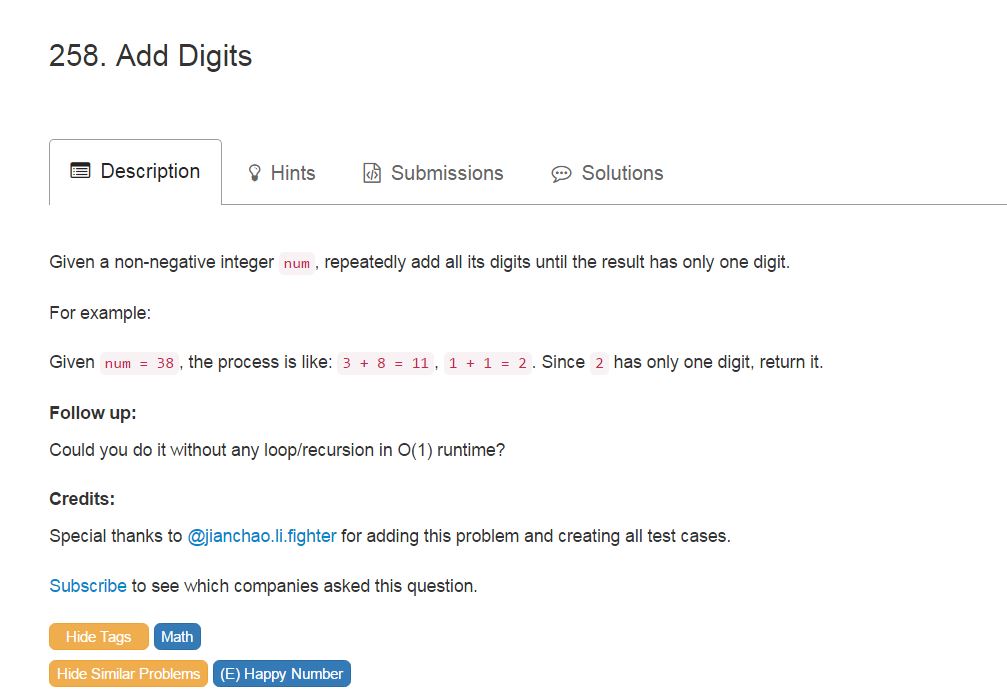 258. Add Digits
Description Hints Submissions Solutions
Given a non-negative integer num, repeatedly add all its digits until the result has only one digit.
For example:
Given num = 38, the process is like: 3 + 8 = 11, 1 + 1 = 2. Since 2 has only one digit, return it.
Follow up:
Could you do it without any loop/recursion in O(1) runtime?
Credits:
Special thanks to @jianchao.li.fighter for adding this problem and creating all test cases.
Subscribe to see which companies asked this question.
Hide Tags Math
Hide Similar Problems (E) Happy Number